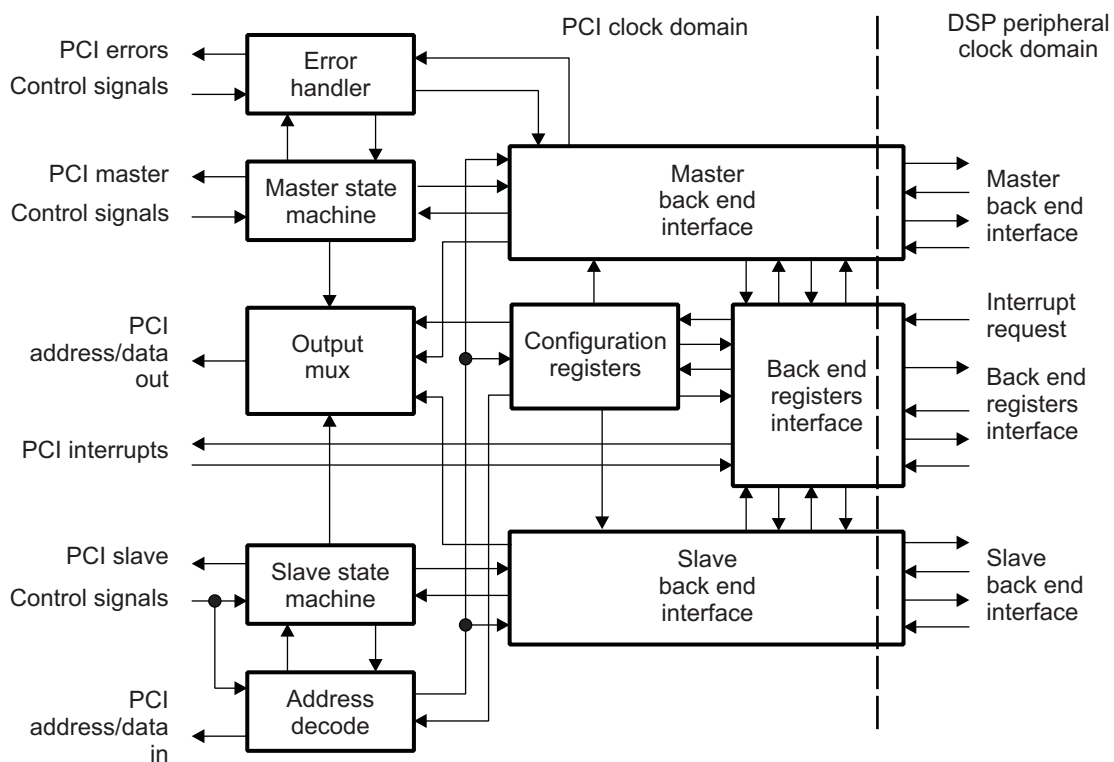 PCI clock domain
DSP peripheral
clock domain
PCI errors
Control signals
Error
handler
PCI master
Control signals
Master state
machine
Master
back end
interface
Master
back end
interface
PCI
address/data
out
Output
mux
Configuration
registers
Back end
registers
interface
Interrupt
request
Back end
registers
interface
PCI interrupts
PCI slave
Control signals
Slave state
machine
Slave
back end
interface
Slave
back end
interface
PCI
address/data
in
Address
decode